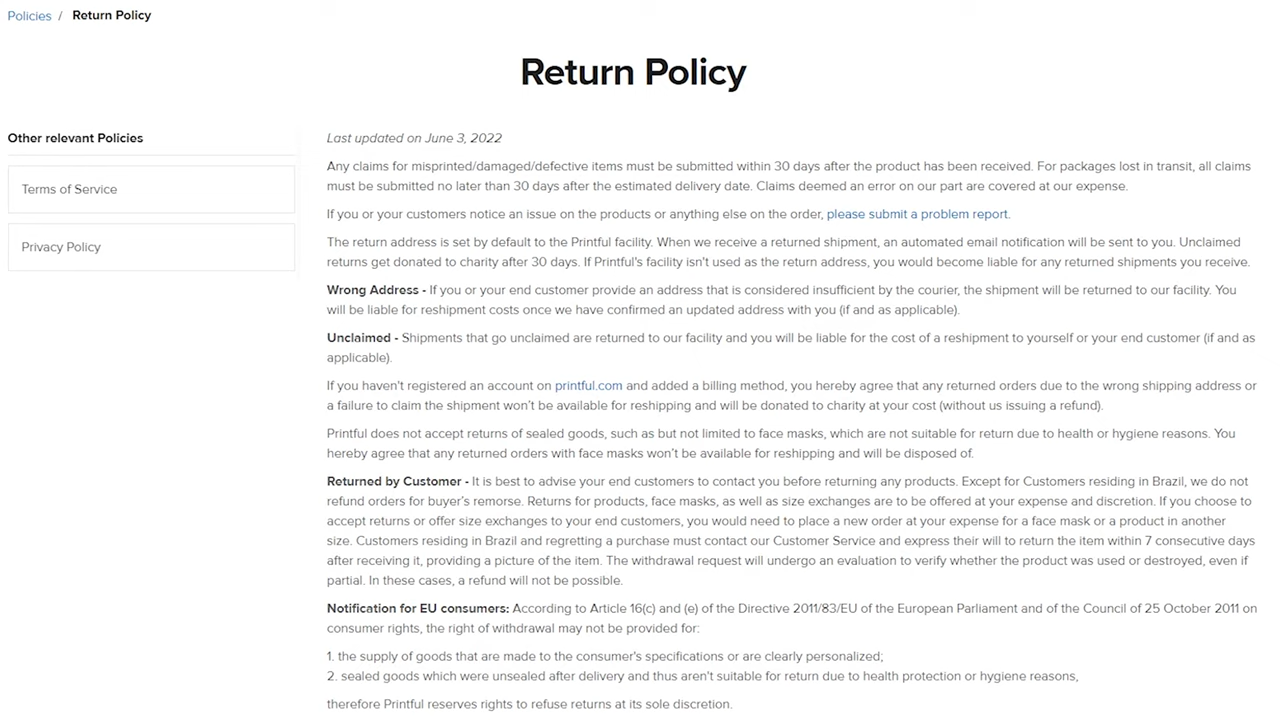 Policies / Return Policy
Return Policy
Other relevant Policies
Terms of Service
Privacy Policy
Last updated on June 3, 2022
Any claims for misprinted/damaged/defective items must be submitted within 30 days after the product has been received. For packages lost in transit, all claims
must be submitted no later than 30 days after the estimated delivery date. Claims deemed an error on our part are covered at our expense.
If you or your customers notice an issue on the products or anything else on the order, please submit a problem report.
The return address is set by default to the Printful facility. When we receive a returned shipment, an automated email notification will be sent to you. Unclaimed
returns get donated to charity after 30 days. If Printful's facility isn't used as the return address, you would become liable for any returned shipments you receive.
Wrong Address - If you or your end customer provide an address that is considered insufficient by the courier, the shipment will be returned to our facility. You
will be liable for reshipment costs once we have confirmed an updated address with you (if and as applicable).
Unclaimed - Shipments that go unclaimed are returned to our facility and you will be liable for the cost of a reshipment to yourself or your end customer (if and as
applicable).
If you haven't registered an account on printful.com and added a billing method, you hereby agree that any returned orders due to the wrong shipping address or
a failure to claim the shipment won't be available for reshipping and will be donated to charity at your cost (without us issuing a refund).
Printful does not accept returns of sealed goods, such as but not limited to face masks, which are not suitable for return due to health or hygiene reasons. You
hereby agree that any returned orders with face masks won't be available for reshipping and will be disposed of.
Returned by Customer - It is best to advise your end customers to contact you before returning any products. Except for Customers residing in Brazil, we do not
refund orders for buyer's remorse. Returns for products, face masks, as well as size exchanges are to be offered at your expense and discretion. If you choose to
accept returns or offer size exchanges to your end customers, you would need to place a new order at your expense for a face mask or a product in another
size. Customers residing in Brazil and regretting a purchase must contact our Customer Service and express their will to return the item within 7 consecutive days
after receiving it, providing a picture of the item. The withdrawal request will undergo an evaluation to verify whether the product was used or destroyed, even if
partial. In these cases, a refund will not be possible.
Notification for EU consumers: According to Article 16(c) and (e) of the Directive 2011/83/EU of the European Parliament and of the Council of 25 October 2011 on
consumer rights, the right of withdrawal may not be provided for:
1. the supply of goods that are made to the consumer's specifications or are clearly personalized;
2. sealed goods which were unsealed after delivery and thus aren't suitable for return due to health protection or hygiene reasons,
therefore Printful reserves rights to refuse returns at its sole discretion.